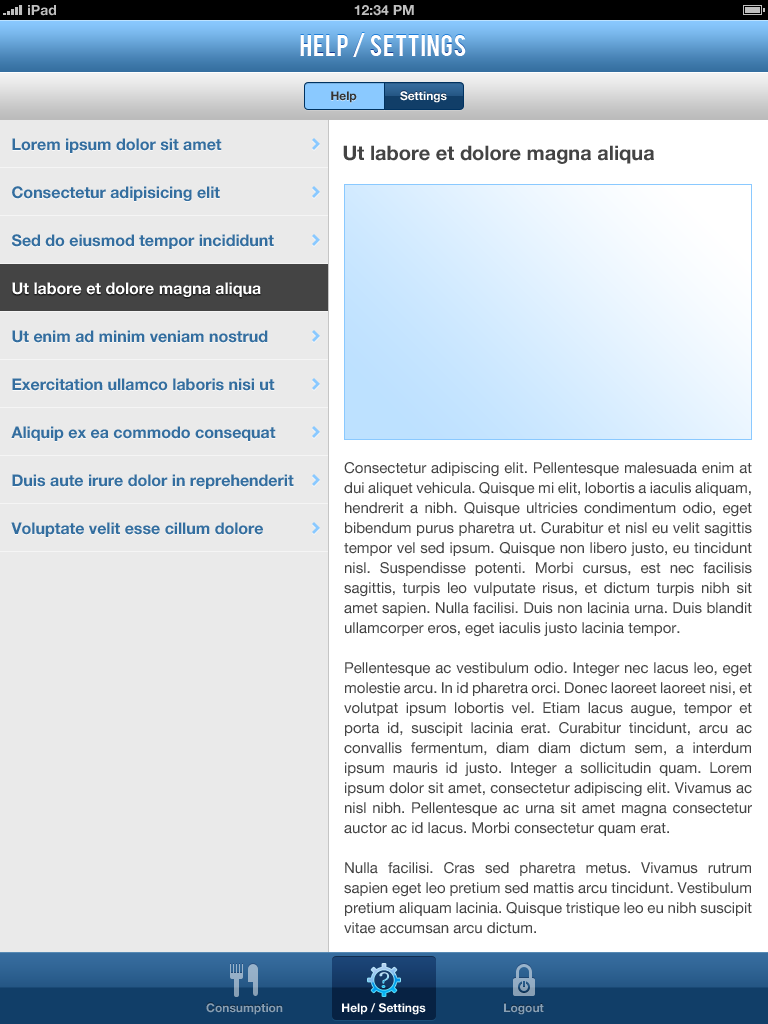 iPad
12:34 PM
HELP / SETTINGS
Help
Settings
Lorem ipsum dolor sit amet
Consectetur adipisicing elit
Sed do eiusmod tempor incididunt
Ut labore et dolore magna aliqua
Ut enim ad minim veniam nostrud
Exercitation ullamco laboris nisi ut
Aliquip ex ea commodo consequat
Duis aute irure dolor in reprehenderit
Voluptate velit esse cillum dolore
Ut labore et dolore magna aliqua
Consectetur adipiscing elit. Pellentesque malesuada enim at
dui aliquet vehicula. Quisque mi elit, lobortis a iaculis aliquam,
hendrerit a nibh. Quisque ultricies condimentum odio, eget
bibendum purus pharetra ut. Curabitur et nisl eu velit sagittis
tempor vel sed ipsum. Quisque non libero justo, eu tincidunt
nisl. Suspendisse potenti. Morbi cursus, est nec facilisis
sagittis, turpis leo vulputate risus, et dictum turpis nibh sit
amet sapien. Nulla facilisi. Duis non lacinia urna. Duis blandit
ullamcorper eros, eget iaculis justo lacinia tempor.
Pellentesque ac vestibulum odio. Integer nec lacus leo, eget
molestie arcu. In id pharetra orci. Donec laoreet laoreet nisi, et
volutpat ipsum lobortis vel. Etiam lacus augue, tempor et
porta id, suscipit lacinia erat. Curabitur tincidunt, arcu ac
convallis fermentum, diam diam dictum sem, a interdum
ipsum mauris id justo. Integer a sollicitudin quam. Lorem
ipsum dolor sit amet, consectetur adipiscing elit. Vivamus ac
nisl nibh. Pellentesque ac urna sit amet magna consectetur
auctor ac id lacus. Morbi consectetur quam erat.
Nulla facilisi. Cras sed pharetra metus. Vivamus rutrum
sapien eget leo pretium sed mattis arcu tincidunt. Vestibulum
pretium aliquam lacinia. Quisque tristique leo eu nibh suscipit
vitae accumsan arcu dictum.
?
Consumption
Help / Settings
Logout